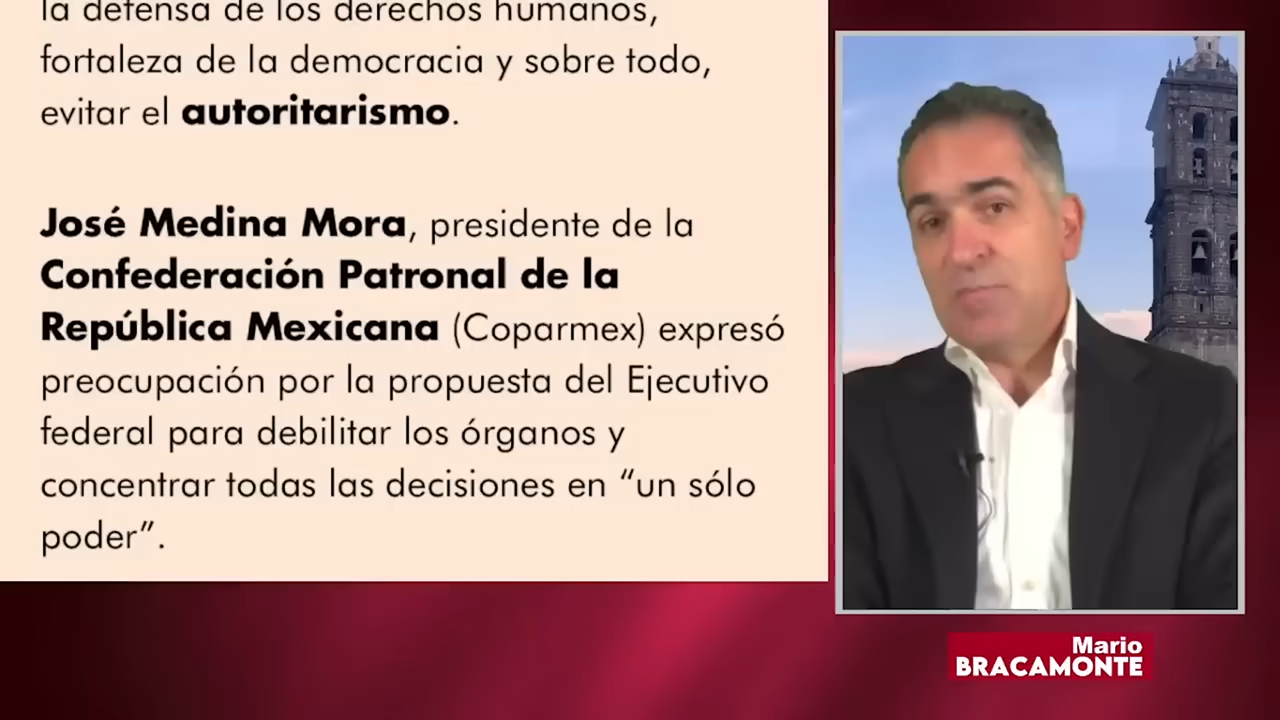 la defensa de los derechos humanos,
fortaleza de la democracia y sobre todo,
evitar el autoritarismo.
José Medina Mora, presidente de la
Confederación Patronal de la
República Mexicana (Coparmex) expresó
preocupación por la propuesta del Ejecutivo
federal para debilitar los órganos y
concentrar todas las decisiones en “un sólo
poder”.
Mario
BRACAMONTE